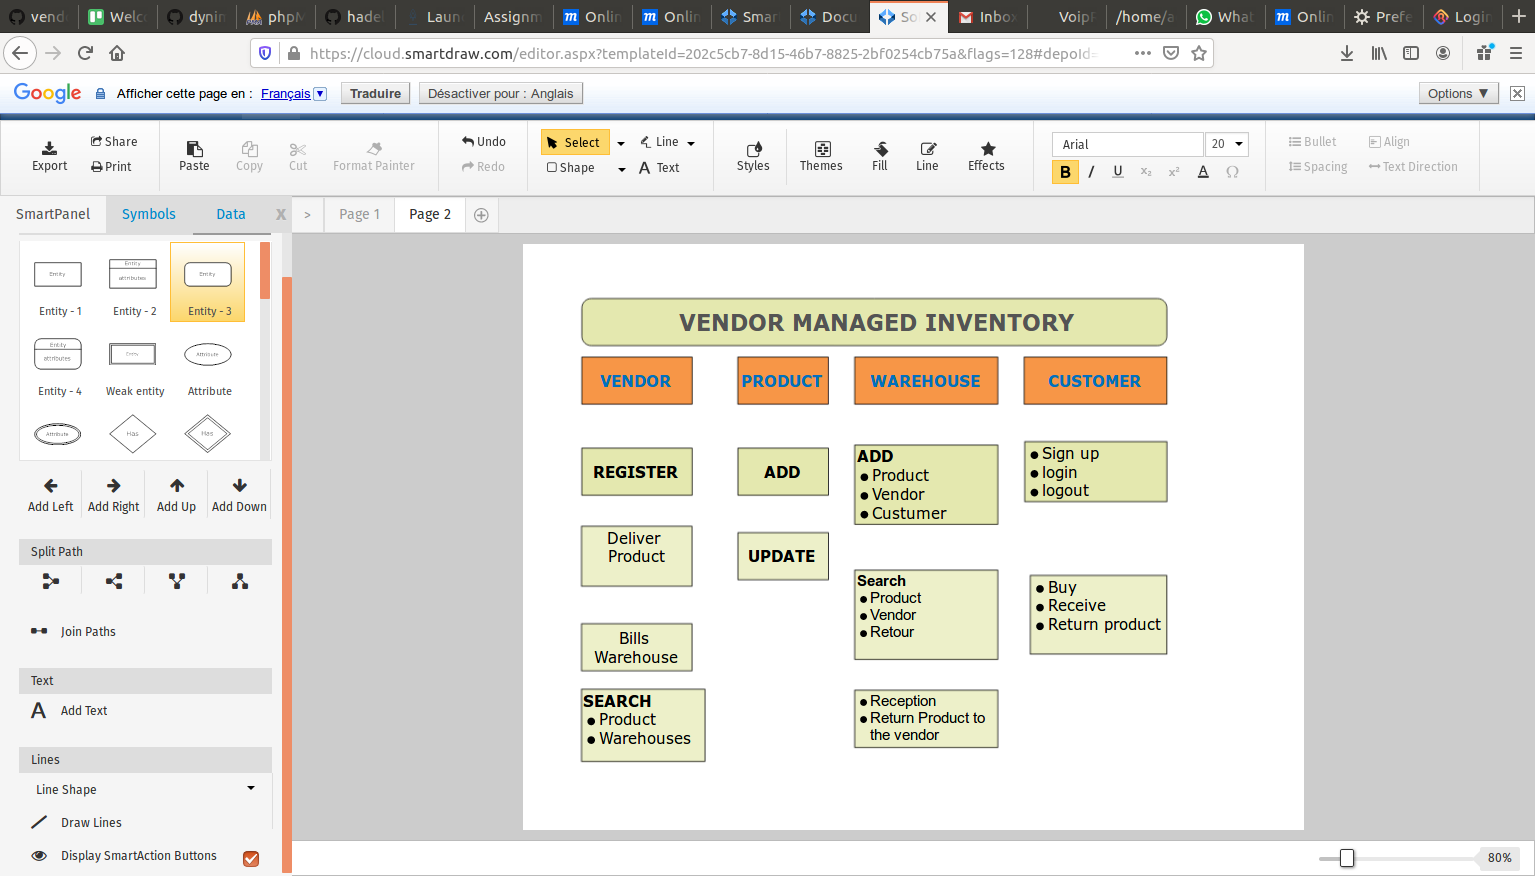 vend
Welc
dynin
phpM
hadel
Laun
Assignm
Onlin
Onlin
Smar
Docu
So
Inbox
VoipP
/home/a
What
Onlin
Prefe
Login
https://cloud.smartdraw.com/editor.aspx?templateId=202c5cb7-8d15-46b7-8825-2bf0254cb75a&flags=128#depoId=
Google Afficher cette page en : Français Traduire Désactiver pour : Anglais Options ▼
Export
Share
Print
Paste
Copy
Cut
Format Painter
Undo
Redo
Select
Shape
Line
Text
Styles
Themes
Fill
Line
Effects
Arial
20
B I U x₂ x² A Ω
Bullet
Align
Spacing
Text Direction
SmartPanel Symbols Data X > Page 1 Page 2
Entity
Entity
attributes
Entity
Entity - 1 Entity - 2 Entity - 3
Entity
attributes
Entity
Attribute
Entity - 4 Weak entity Attribute
Attribute
Has
Has
Add Left Add Right Add Up Add Down
Split Path
Join Paths
Text
A Add Text
Lines
Line Shape
Draw Lines
Display SmartAction Buttons
VENDOR MANAGED INVENTORY
VENDOR PRODUCT WAREHOUSE CUSTOMER
REGISTER
Deliver
Product
Bills
Warehouse
SEARCH
● Product
● Warehouses
ADD
UPDATE
ADD
● Product
● Vendor
● Custumer
Search
● Product
● Vendor
● Retour
● Reception
● Return Product to
the vendor
● Sign up
● login
● logout
● Buy
● Receive
● Return product
80%